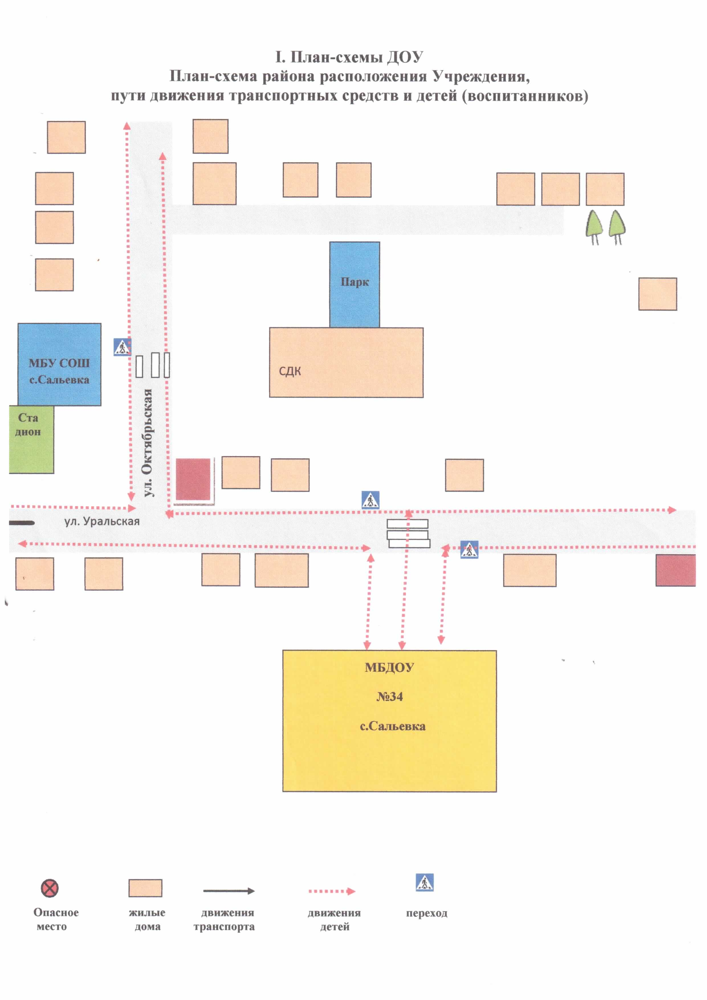 I. План-схемы ДОУ
План-схема района расположения Учреждения,
пути движения транспортных средств и детей (воспитанников)
Парк
МБУ СОШ
с.Сальевка
СДК
Ста
дион
ул. Октябрьская
ул. Уральская
МБДОУ
№34
с.Сальевка
Опасное
место
жилые
дома
движения
транспорта
движения
детей
переход